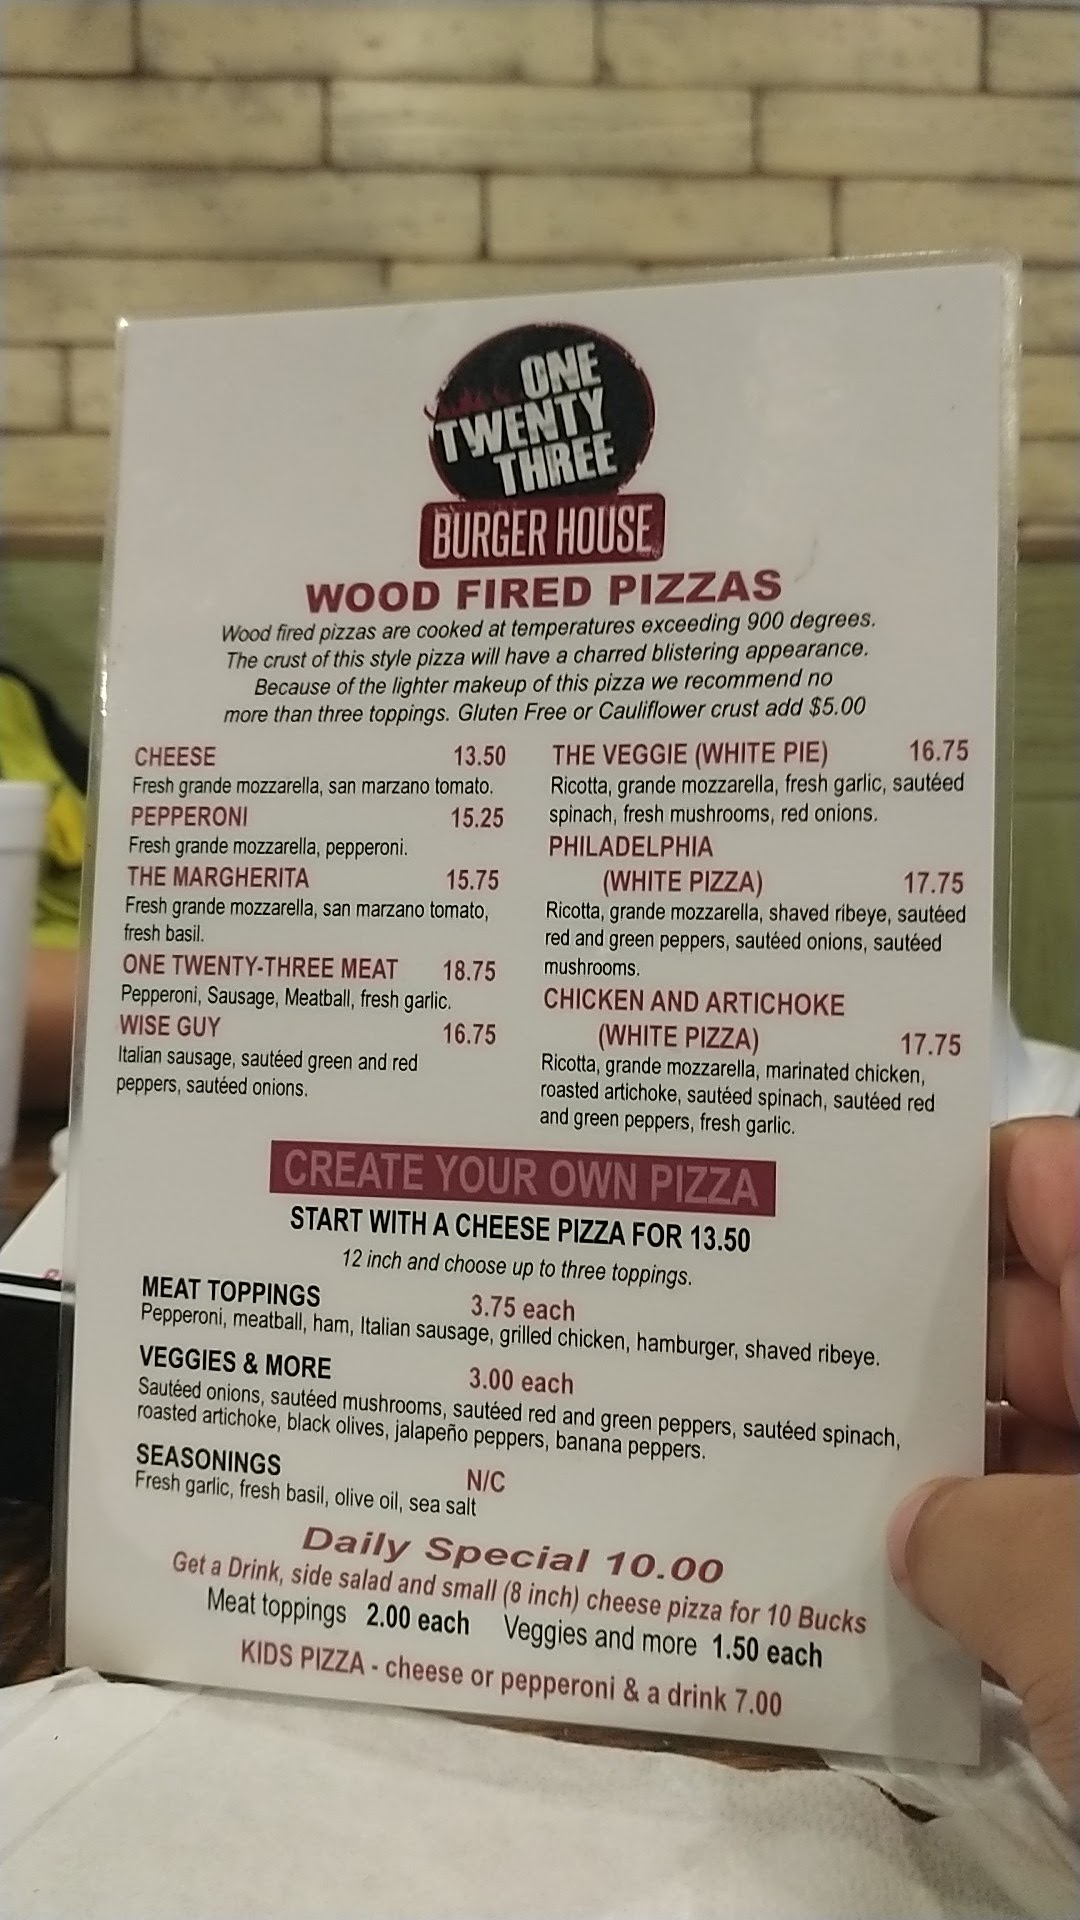 ONE
TWENTY
THREE
BURGER HOUSE
WOOD FIRED PIZZAS
Wood fired pizzas are cooked at temperatures exceeding 900 degrees.
The crust of this style pizza will have a charred blistering appearance.
Because of the lighter makeup of this pizza we recommend no
more than three toppings. Gluten Free or Cauliflower crust add $5.00
CHEESE 13.50
Fresh grande mozzarella, san marzano tomato.
PEPPERONI 15.25
Fresh grande mozzarella, pepperoni.
THE MARGHERITA 15.75
Fresh grande mozzarella, san marzano tomato,
fresh basil.
ONE TWENTY-THREE MEAT 18.75
Pepperoni, Sausage, Meatball, fresh garlic.
WISE GUY 16.75
Italian sausage, sautéed green and red
peppers, sautéed onions.
THE VEGGIE (WHITE PIE) 16.75
Ricotta, grande mozzarella, fresh garlic, sautéed
spinach, fresh mushrooms, red onions.
PHILADELPHIA
(WHITE PIZZA) 17.75
Ricotta, grande mozzarella, shaved ribeye, sautéed
red and green peppers, sautéed onions, sautéed
mushrooms.
CHICKEN AND ARTICHOKE
(WHITE PIZZA) 17.75
Ricotta, grande mozzarella, marinated chicken,
roasted artichoke, sautéed spinach, sautéed red
and green peppers, fresh garlic.
CREATE YOUR OWN PIZZA
START WITH A CHEESE PIZZA FOR 13.50
12 inch and choose up to three toppings.
MEAT TOPPINGS 3.75 each
Pepperoni, meatball, ham, Italian sausage, grilled chicken, hamburger, shaved ribeye.
VEGGIES & MORE 3.00 each
Sautéed onions, sautéed mushrooms, sautéed red and green peppers, sautéed spinach,
roasted artichoke, black olives, jalapeño peppers, banana peppers.
SEASONINGS N/C
Fresh garlic, fresh basil, olive oil, sea salt
Daily Special 10.00
Get a Drink, side salad and small (8 inch) cheese pizza for 10 Bucks
Meat toppings 2.00 each Veggies and more 1.50 each
KIDS PIZZA - cheese or pepperoni & a drink 7.00